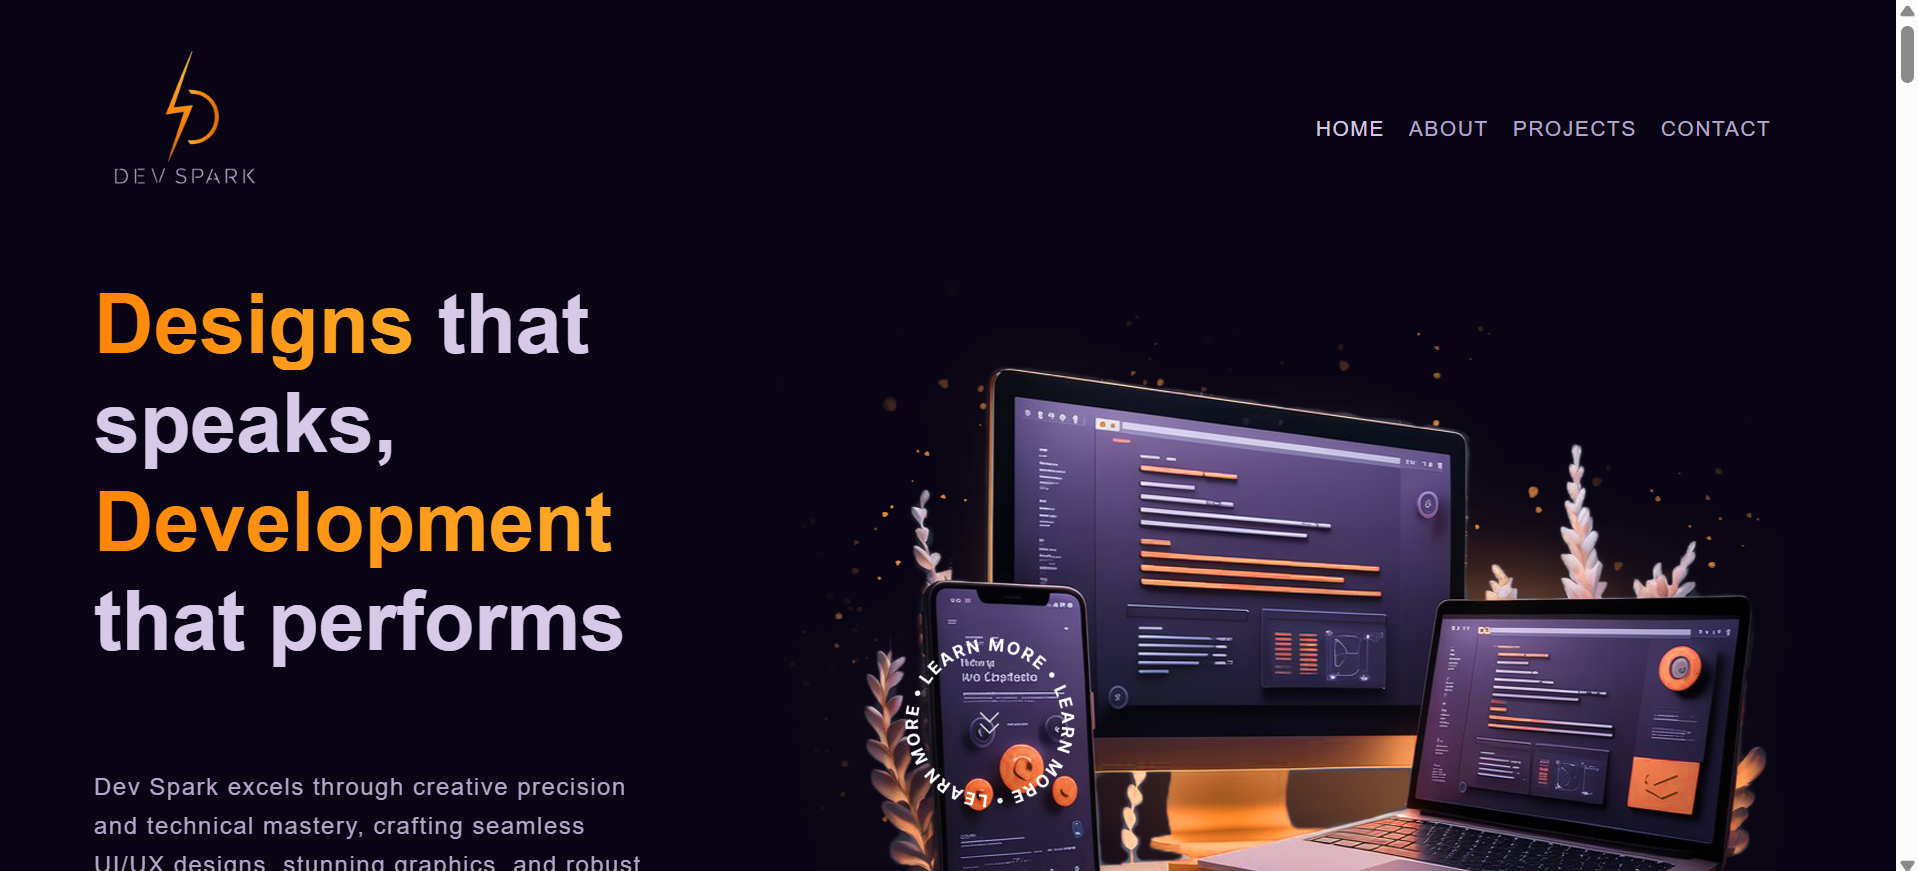 DEV SPARK
HOME ABOUT PROJECTS CONTACT
Designs that
speaks,
Development
that performs
Dev Spark excels through creative precision
and technical mastery, crafting seamless
UI/UX designs, stunning graphics, and robust
LEARN MORE • LEARN MORE • LEARN MORE •